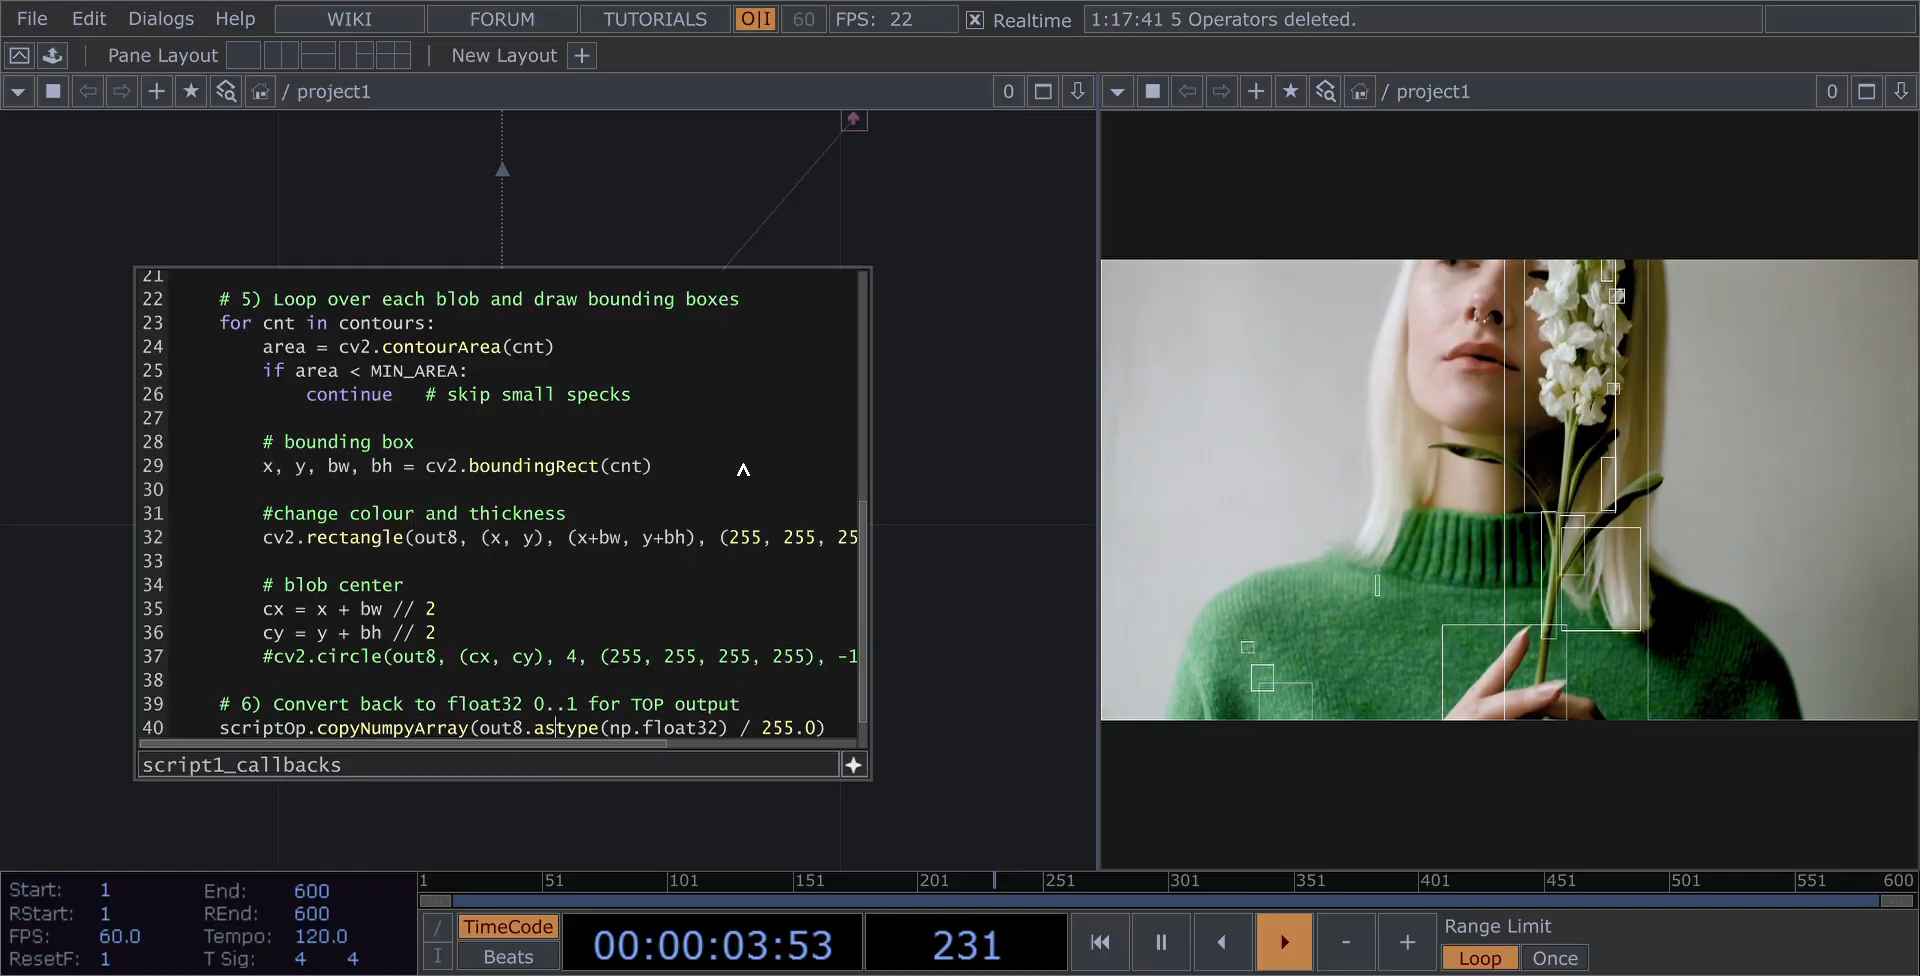 File Edit Dialogs Help WIKI FORUM TUTORIALS O|I 60 FPS: 22 Realtime 1:17:41 5 Operators deleted.
Pane Layout New Layout +
/ project1 0
/ project1 0
21
22 # 5) Loop over each blob and draw bounding boxes
23 for cnt in contours:
24 area = cv2.contourArea(cnt)
25 if area < MIN_AREA:
26 continue # skip small specks
27
28 # bounding box
29 x, y, bw, bh = cv2.boundingRect(cnt)
30
31 #change colour and thickness
32 cv2.rectangle(out8, (x, y), (x+bw, y+bh), (255, 255, 25
33
34 # blob center
35 cx = x + bw // 2
36 cy = y + bh // 2
37 #cv2.circle(out8, (cx, cy), 4, (255, 255, 255, 255), -1
38
39 # 6) Convert back to float32 0..1 for TOP output
40 scriptOp.copyNumpyArray(out8.astype(np.float32) / 255.0)
script1_callbacks
Start: 1 End: 600
RStart: 1 REnd: 600
FPS: 60.0 Tempo: 120.0
ResetF: 1 T Sig: 4 4
1 51 101 151 201 251 301 351 401 451 501 551 600
/ TimeCode
I Beats
00:00:03:53 231
- +
Range Limit
Loop Once